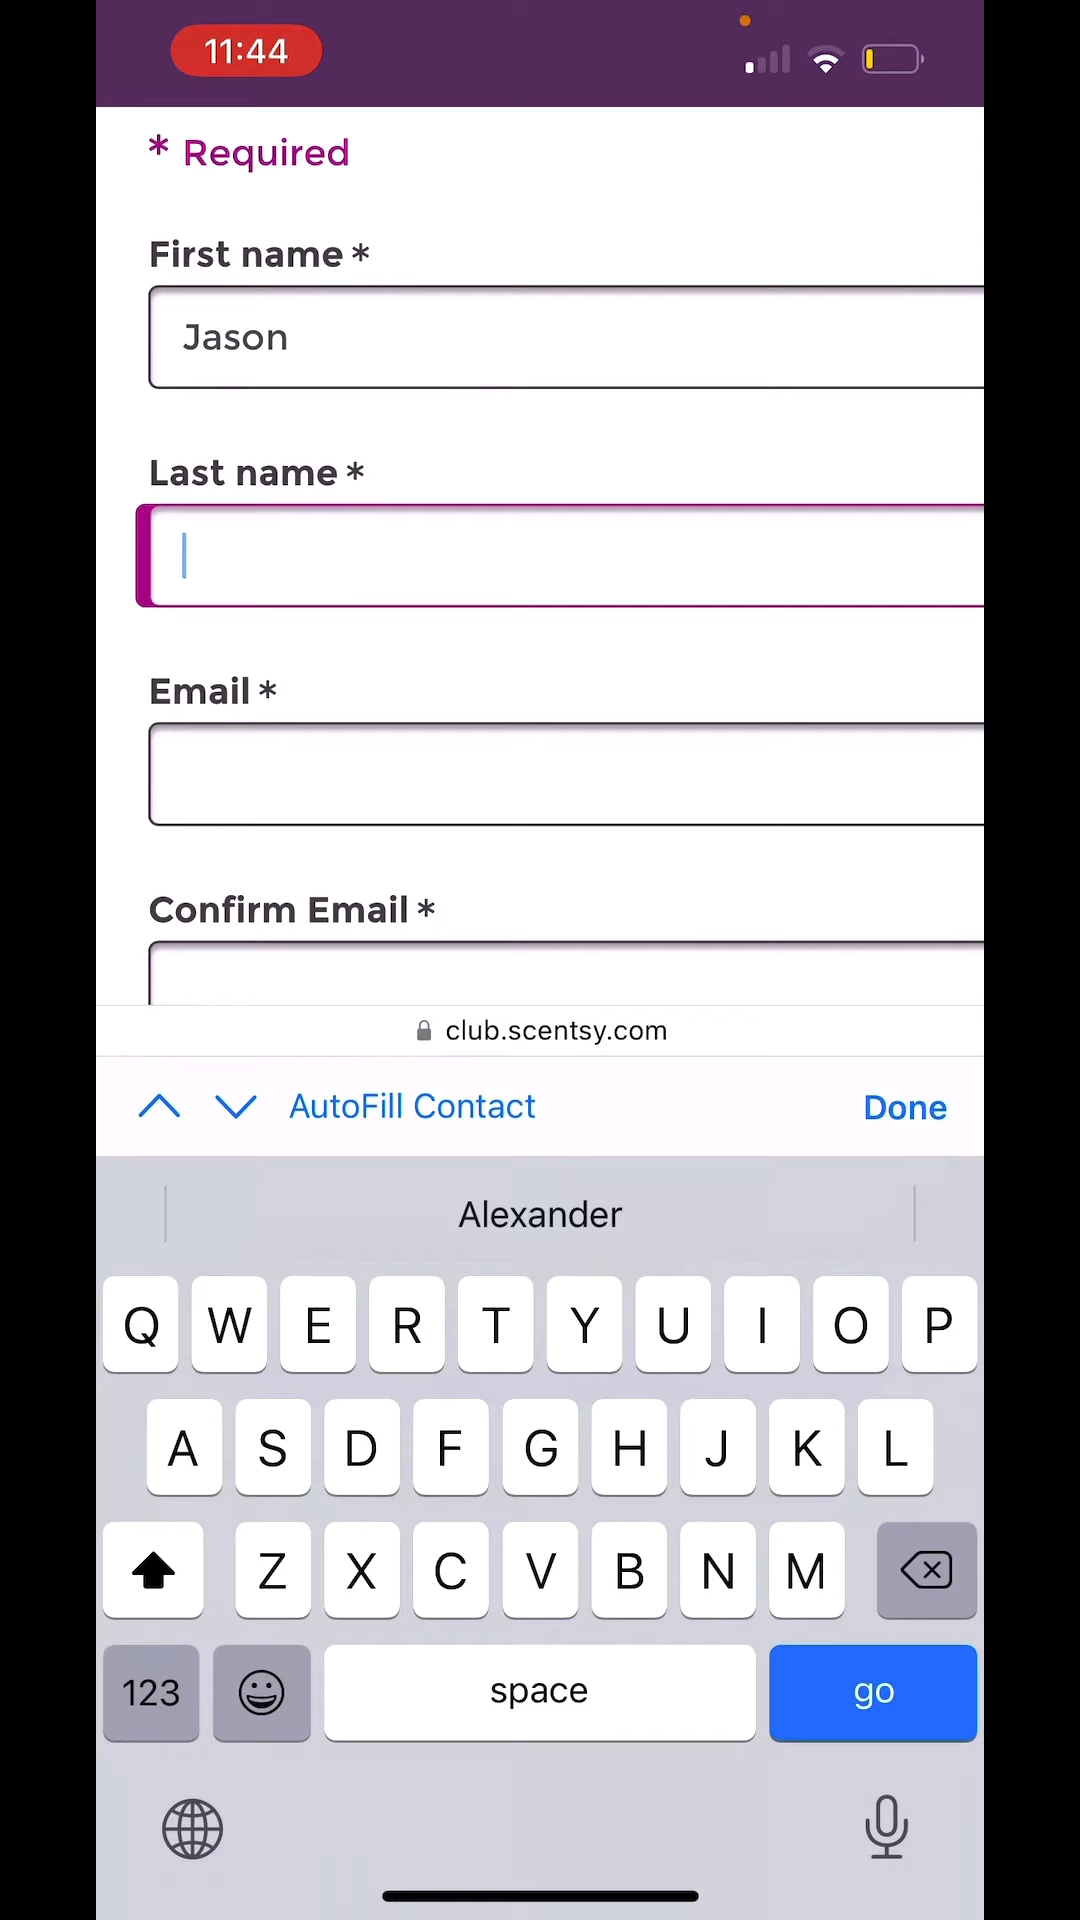 11:44
* Required
First name *
Jason
Last name *
Email *
Confirm Email *
club.scentsy.com
AutoFill Contact Done
Alexander
Q W E R T Y U I O P
A S D F G H J K L
Z X C V B N M
123 space go